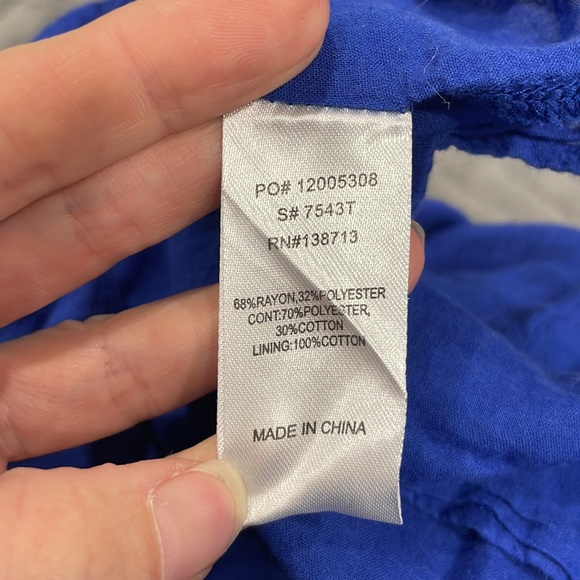 PO# 12005308
S# 7543T
RN#138713
68%RAYON,32%POLYESTER
CONT:70%POLYESTER,
30%COTTON
LINING:100%COTTON
MADE IN CHINA